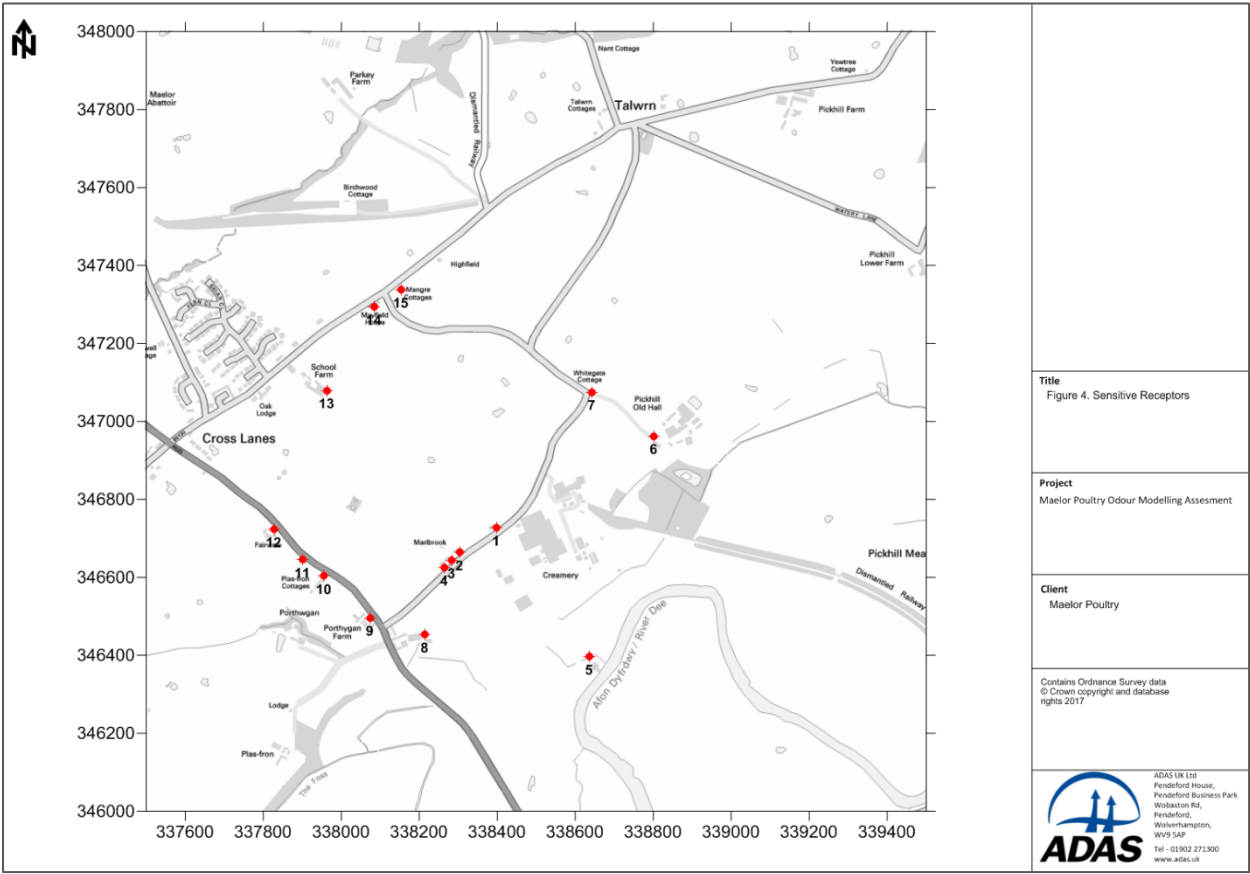 N
348000
347800
347600
347400
347200
347000
346800
346600
346400
346200
346000
337600
337800
338000
338200
338400
338600
338800
339000
339200
339400
Nant Cottage
Yewtree
Cottage
Parkey
Farm
Maelor
Abattoir
Dismantled Railway
Talwrn
Cottages
Talwrn
Pickhill Farm
Birchwood
Cottage
WATERY LANE
Pickhill
Lower Farm
Highfield
Mangre
Cottages
15
14
School
Farm
13
Oak
Lodge
Cross Lanes
Whitegate
Cottage
7
Pickhill
Old Hall
6
1
Marlbrook
2
3
4
Creamery
Pickhill Mea
Dismantled Railway
12
11
Plas-fron
Cottages
10
Porthwgan
Porthygan
Farm
9
8
5
Afon Dyfrdwy / River Dee
Lodge
Plas-fron
The Foss
Title
Figure 4. Sensitive Receptors
Project
Maelor Poultry Odour Modelling Assesment
Client
Maelor Poultry
Contains Ordnance Survey data
© Crown copyright and database
rights 2017
ADAS
ADAS UK Ltd
Pendeford House,
Pendeford Business Park
Wobaston Rd,
Pendeford,
Wolverhampton,
WV9 5AP
Tel - 01902 271300
www.adas.uk